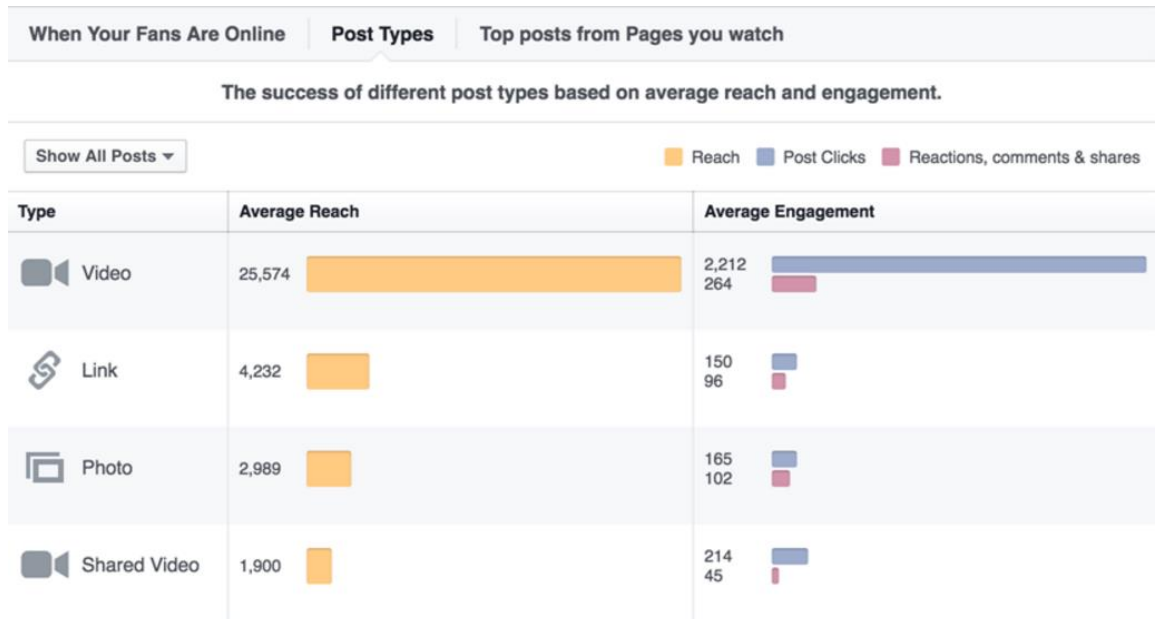 When Your Fans Are Online Post Types Top posts from Pages you watch
The success of different post types based on average reach and engagement.
Show All Posts Reach Post Clicks Reactions, comments & shares
Type Average Reach Average Engagement
Video 25,574 2,212
264
Link 4,232 150
96
Photo 2,989 165
102
Shared Video 1,900 214
45